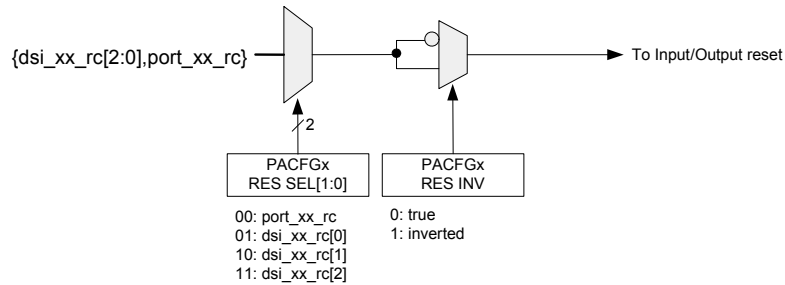 {dsi_xx_rc[2:0],port_xx_rc}
To Input/Output reset
2
PACFGx
RES SEL[1:0]
PACFGx
RES INV
00: port_xx_rc
01: dsi_xx_rc[0]
10: dsi_xx_rc[1]
11: dsi_xx_rc[2]
0: true
1: inverted